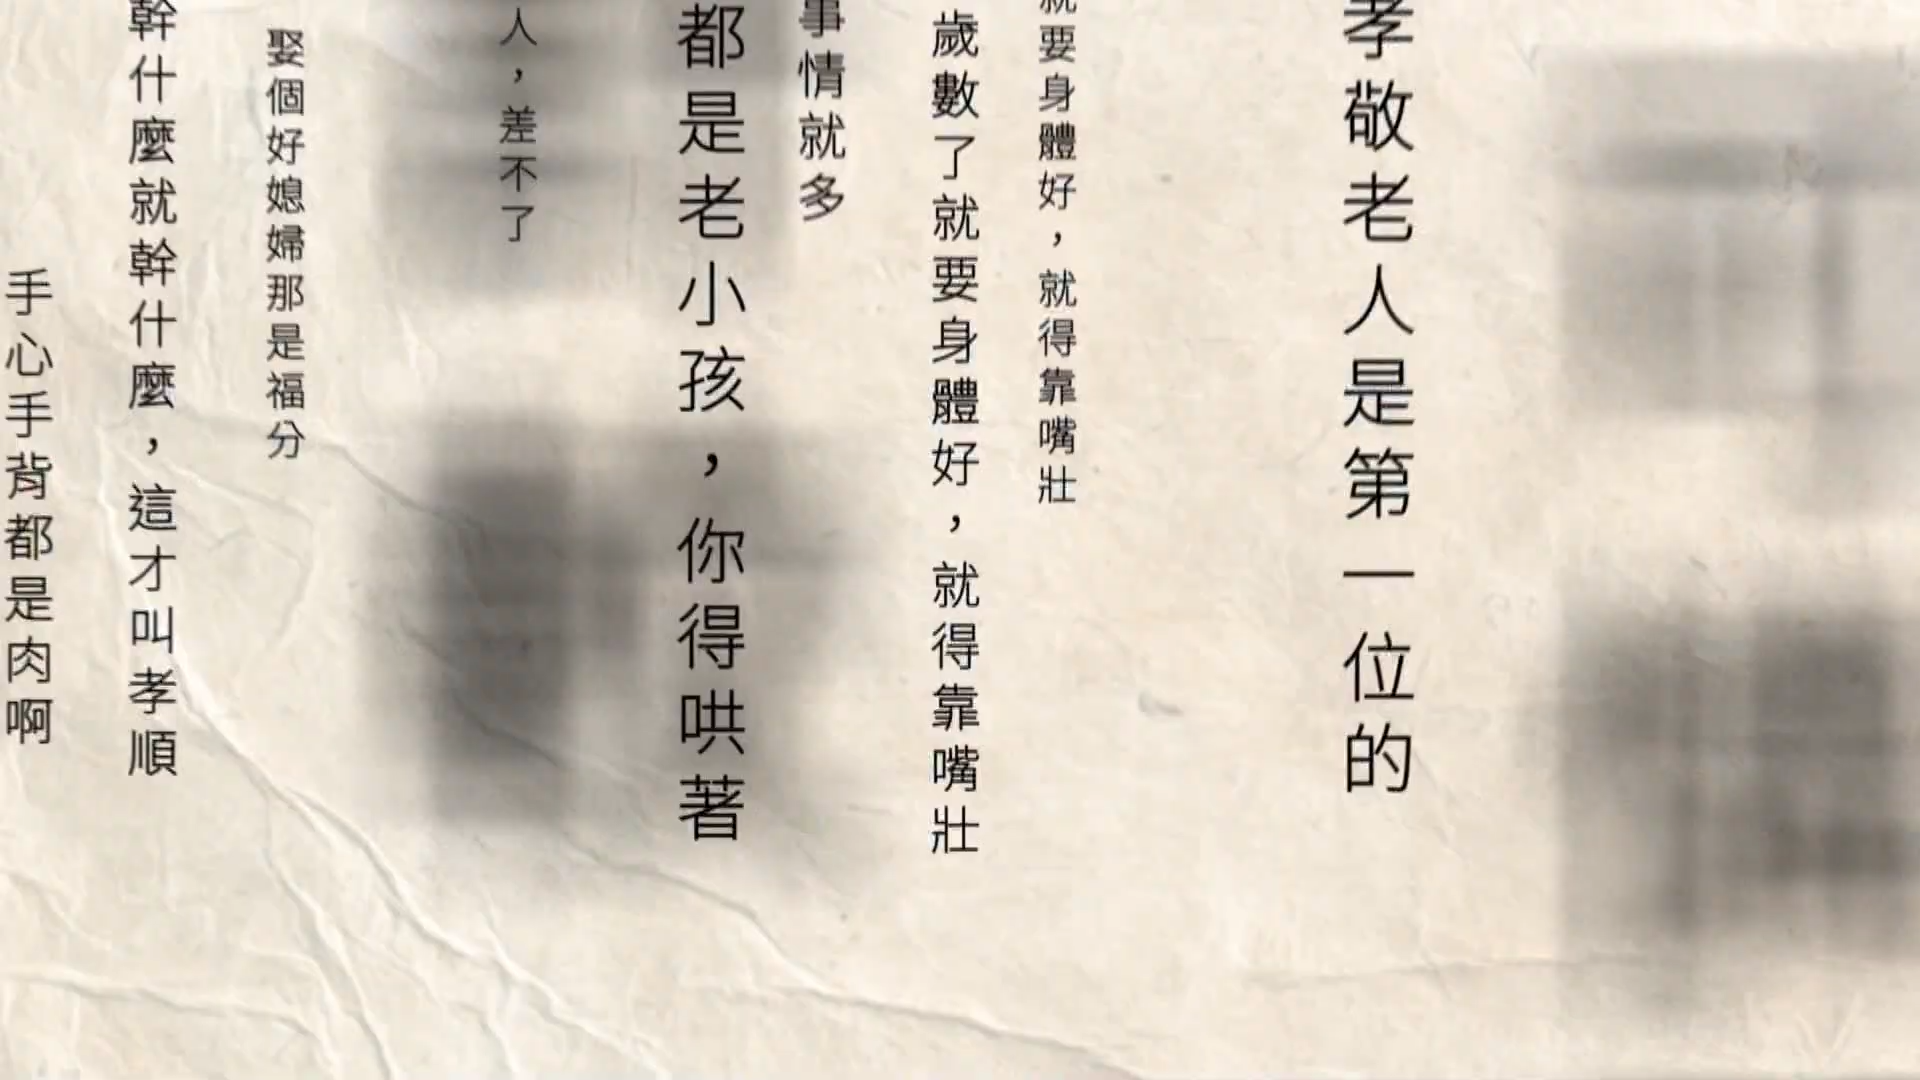 孝敬老人是第一位的
就要身體好，就得靠嘴壯
歲數了就要身體好，就得靠嘴壯
事情就多
都是老小孩，你得哄著
人，差不了
娶個好媳婦那是福分
幹什麼就幹什麼，這才叫孝順
手心手背都是肉啊